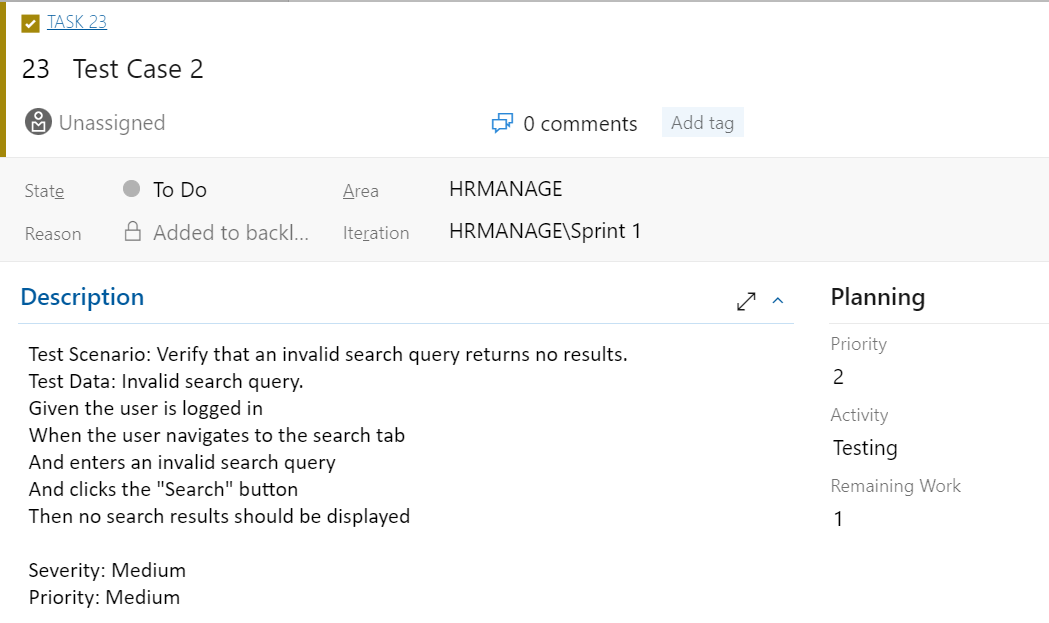 TASK 23
23 Test Case 2
Unassigned
0 comments
Add tag
State
To Do
Area
HRMANAGE
Reason
Added to backl...
Iteration
HRMANAGE\Sprint 1
Description
Test Scenario: Verify that an invalid search query returns no results.
Test Data: Invalid search query.
Given the user is logged in
When the user navigates to the search tab
And enters an invalid search query
And clicks the "Search" button
Then no search results should be displayed
Severity: Medium
Priority: Medium
Planning
Priority
2
Activity
Testing
Remaining Work
1